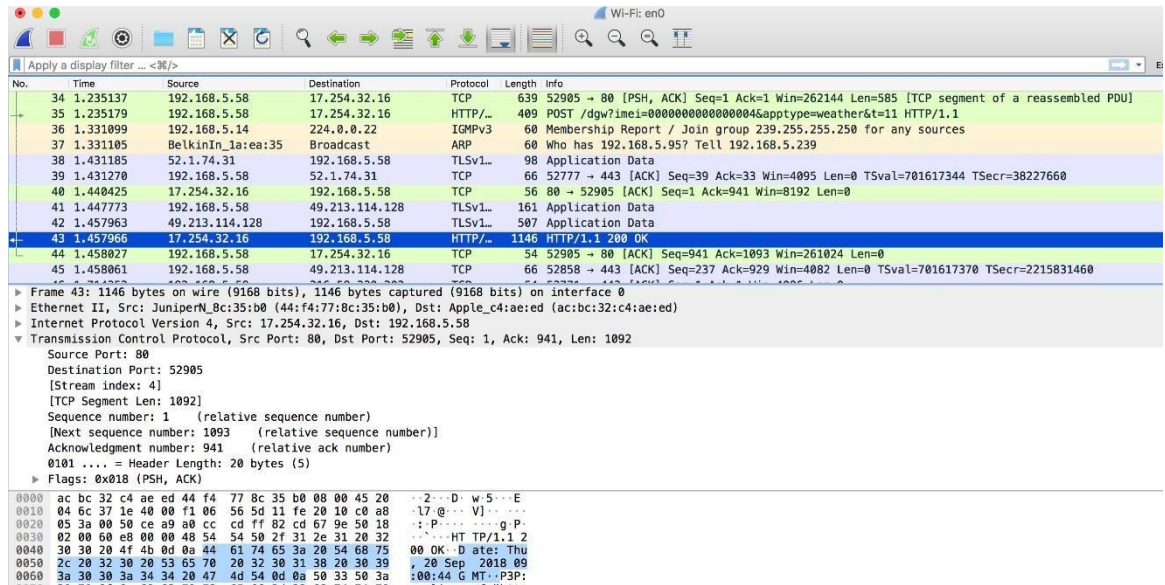 Wi-Fi: en0
Apply a display filter ... <⌘/>
No. Time Source Destination Protocol Length Info
34 1.235137 192.168.5.58 17.254.32.16 TCP 639 52905 → 80 [PSH, ACK] Seq=1 Ack=1 Win=262144 Len=585 [TCP segment of a reassembled PDU]
35 1.235179 192.168.5.58 17.254.32.16 HTTP/… 409 POST /dgw?imei=0000000000000004&apptype=weather&t=11 HTTP/1.1
36 1.331099 192.168.5.14 224.0.0.22 IGMPv3 60 Membership Report / Join group 239.255.255.250 for any sources
37 1.331105 BelkinIn_1a:ea:35 Broadcast ARP 60 Who has 192.168.5.95? Tell 192.168.5.239
38 1.431185 52.1.74.31 192.168.5.58 TLSv1… 98 Application Data
39 1.431270 192.168.5.58 52.1.74.31 TCP 66 52777 → 443 [ACK] Seq=39 Ack=33 Win=4095 Len=0 TSval=701617344 TSecr=38227660
40 1.440425 17.254.32.16 192.168.5.58 TCP 56 80 → 52905 [ACK] Seq=1 Ack=941 Win=8192 Len=0
41 1.447773 192.168.5.58 49.213.114.128 TLSv1… 161 Application Data
42 1.457963 49.213.114.128 192.168.5.58 TLSv1… 507 Application Data
43 1.457966 17.254.32.16 192.168.5.58 HTTP/… 1146 HTTP/1.1 200 OK
44 1.458027 192.168.5.58 17.254.32.16 TCP 54 52905 → 80 [ACK] Seq=941 Ack=1093 Win=261024 Len=0
45 1.458061 192.168.5.58 49.213.114.128 TCP 66 52858 → 443 [ACK] Seq=237 Ack=929 Win=4082 Len=0 TSval=701617370 TSecr=2215831460
Frame 43: 1146 bytes on wire (9168 bits), 1146 bytes captured (9168 bits) on interface 0
Ethernet II, Src: JuniperN_8c:35:b0 (44:f4:77:8c:35:b0), Dst: Apple_c4:ae:ed (ac:bc:32:c4:ae:ed)
Internet Protocol Version 4, Src: 17.254.32.16, Dst: 192.168.5.58
Transmission Control Protocol, Src Port: 80, Dst Port: 52905, Seq: 1, Ack: 941, Len: 1092
Source Port: 80
Destination Port: 52905
[Stream index: 4]
[TCP Segment Len: 1092]
Sequence number: 1 (relative sequence number)
[Next sequence number: 1093 (relative sequence number)]
Acknowledgment number: 941 (relative ack number)
0101 .... = Header Length: 20 bytes (5)
Flags: 0x018 (PSH, ACK)
0000 ac bc 32 c4 ae ed 44 f4 77 8c 35 b0 08 00 45 20 ··2···D· w·5···E
0010 04 6c 37 1e 40 00 f1 06 56 5d 11 fe 20 10 c0 a8 ·l7·@··· V]·· ···
0020 05 3a 00 50 ce a9 a0 cc cd ff 82 cd 67 9e 50 18 ·:·P···· ····g·P·
0030 02 00 60 e8 00 00 48 54 54 50 2f 31 2e 31 20 32 ··`···HT TP/1.1 2
0040 30 30 20 4f 4b 0d 0a 44 61 74 65 3a 20 54 68 75 00 OK··D ate: Thu
0050 2c 20 32 30 20 53 65 70 20 32 30 31 38 20 30 39 , 20 Sep 2018 09
0060 3a 30 30 3a 34 34 20 47 4d 54 0d 0a 50 33 50 3a :00:44 G MT··P3P: